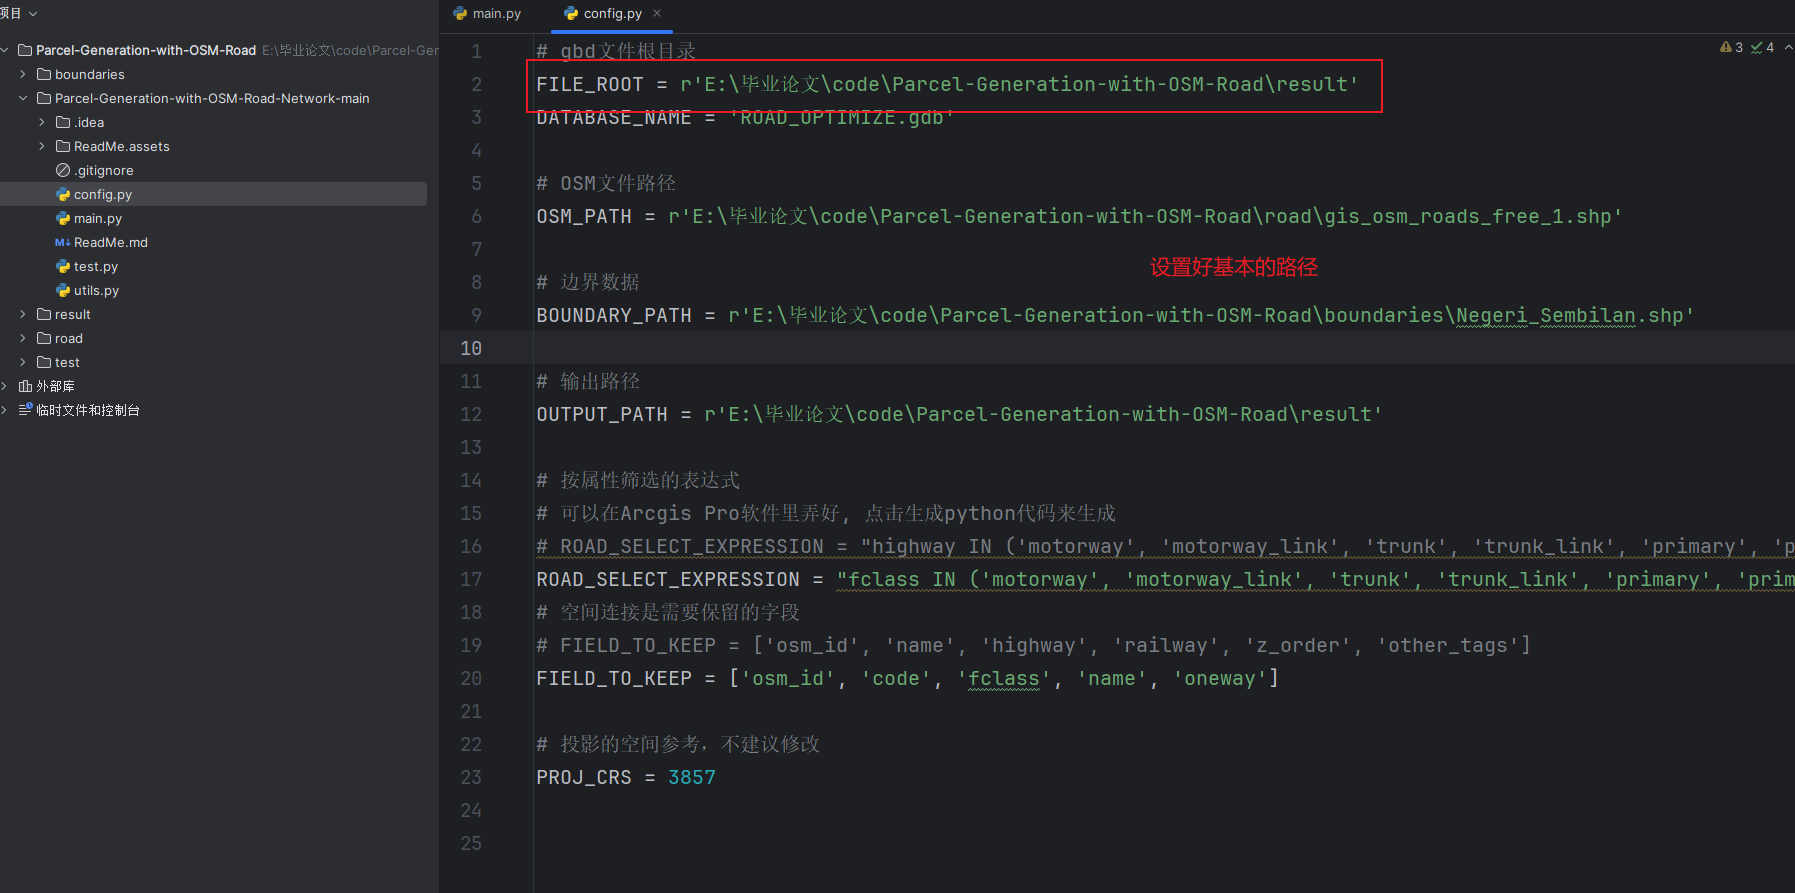 项目
Parcel-Generation-with-OSM-Road E:\毕业论文\code\Parcel-Ger
boundaries
Parcel-Generation-with-OSM-Road-Network-main
.idea
ReadMe.assets
.gitignore
config.py
main.py
ReadMe.md
test.py
utils.py
result
road
test
外部库
临时文件和控制台
main.py config.py
3 4
1 # gbd文件根目录
2 FILE_ROOT = r'E:\毕业论文\code\Parcel-Generation-with-OSM-Road\result'
3 DATABASE_NAME = 'ROAD_OPTIMIZE.gdb'
4
5 # OSM文件路径
6 OSM_PATH = r'E:\毕业论文\code\Parcel-Generation-with-OSM-Road\road\gis_osm_roads_free_1.shp'
7
设置好基本的路径
8 # 边界数据
9 BOUNDARY_PATH = r'E:\毕业论文\code\Parcel-Generation-with-OSM-Road\boundaries\Negeri_Sembilan.shp'
10
11 # 输出路径
12 OUTPUT_PATH = r'E:\毕业论文\code\Parcel-Generation-with-OSM-Road\result'
13
14 # 按属性筛选的表达式
15 # 可以在Arcgis Pro软件里弄好, 点击生成python代码来生成
16 # ROAD_SELECT_EXPRESSION = "highway IN ('motorway', 'motorway_link', 'trunk', 'trunk_link', 'primary', 'p
17 ROAD_SELECT_EXPRESSION = "fclass IN ('motorway', 'motorway_link', 'trunk', 'trunk_link', 'primary', 'prim
18 # 空间连接是需要保留的字段
19 # FIELD_TO_KEEP = ['osm_id', 'name', 'highway', 'railway', 'z_order', 'other_tags']
20 FIELD_TO_KEEP = ['osm_id', 'code', 'fclass', 'name', 'oneway']
21
22 # 投影的空间参考，不建议修改
23 PROJ_CRS = 3857
24
25